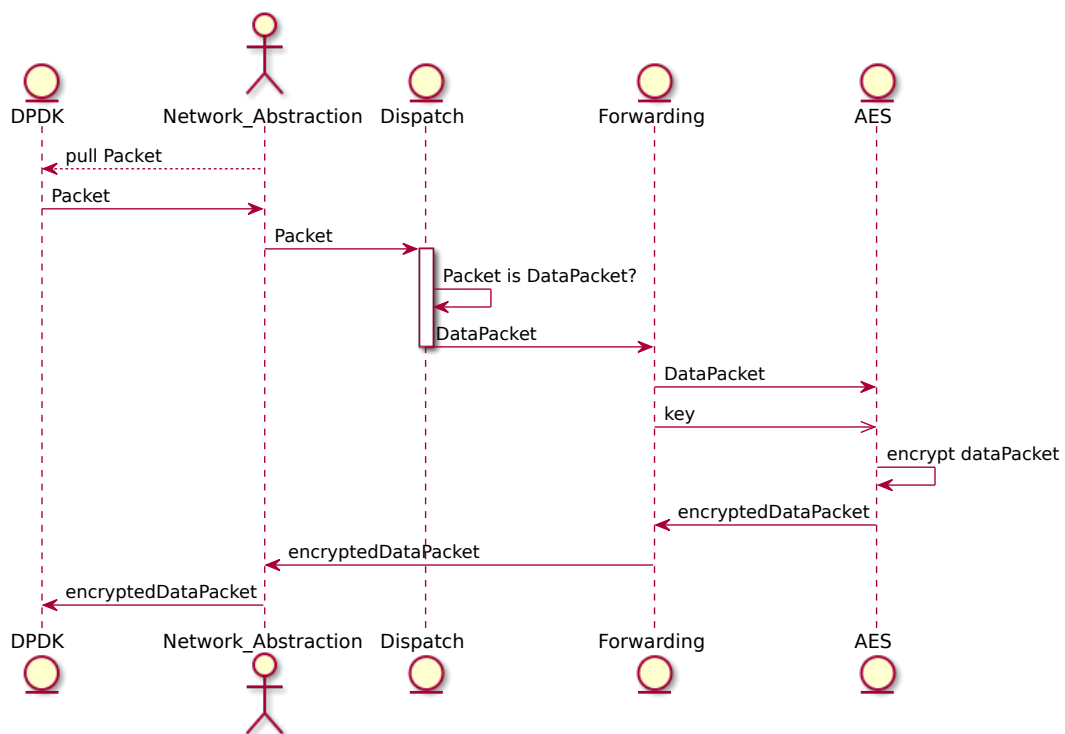 DPDK
Network_Abstraction
Dispatch
Forwarding
AES
pull Packet
Packet
Packet
Packet is DataPacket?
DataPacket
DataPacket
key
encrypt dataPacket
encryptedDataPacket
encryptedDataPacket
encryptedDataPacket
DPDK
Network_Abstraction
Dispatch
Forwarding
AES